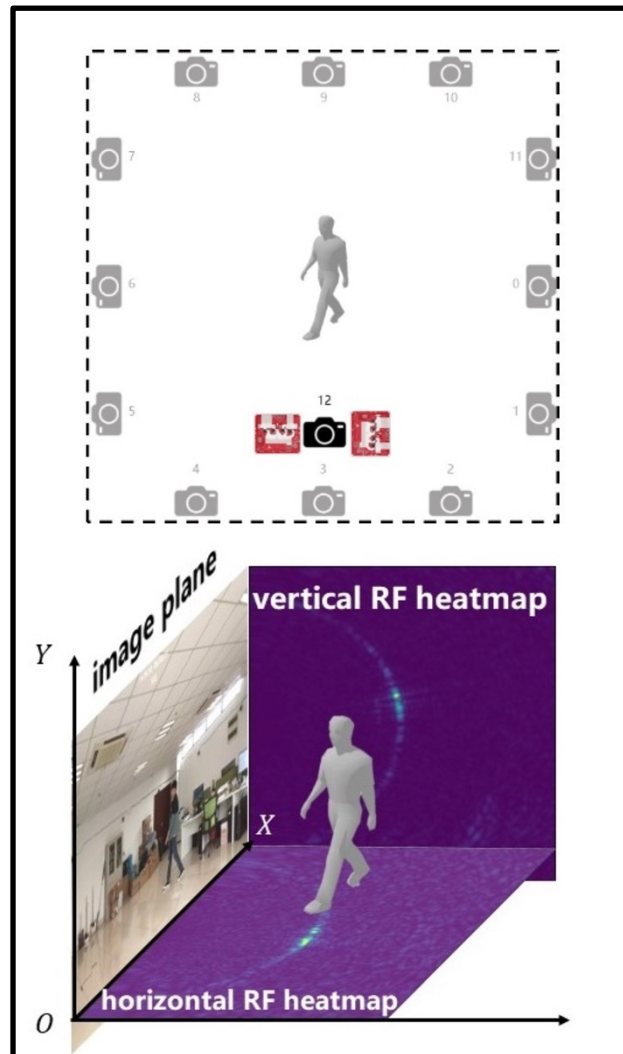 8 9 10
7 11
6 0
12
5 1
4 3 2
image plane
vertical RF heatmap
Y
X
horizontal RF heatmap
O